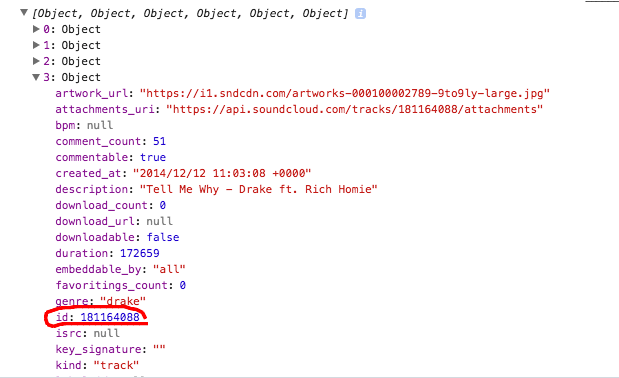 [Object, Object, Object, Object, Object, Object] i
0: Object
1: Object
2: Object
3: Object
artwork_url: "https://i1.sndcdn.com/artworks-000100002789-9to9ly-large.jpg"
attachments_uri: "https://api.soundcloud.com/tracks/181164088/attachments"
bpm: null
comment_count: 51
commentable: true
created_at: "2014/12/12 11:03:08 +0000"
description: "Tell Me Why - Drake ft. Rich Homie"
download_count: 0
download_url: null
downloadable: false
duration: 172659
embeddable_by: "all"
favoritings_count: 0
genre: "drake"
id: 181164088
isrc: null
key_signature: ""
kind: "track"